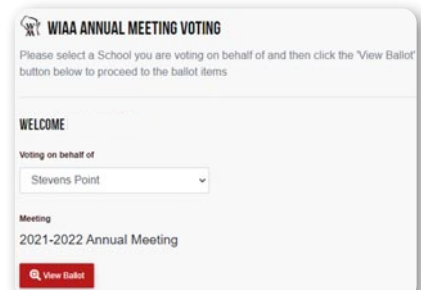 WIAA ANNUAL MEETING VOTING
Please select a School you are voting on behalf of and then click the 'View Ballot'
button below to proceed to the ballot items
WELCOME
Voting on behalf of
Stevens Point
Meeting
2021-2022 Annual Meeting
View Ballot